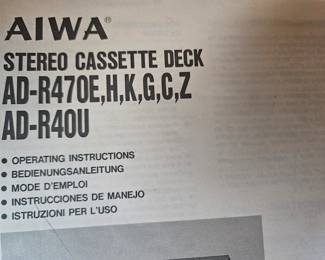 AIWA®
STEREO CASSETTE DECK
AD-R470E,H,K,G,C,Z
AD-R40U
• OPERATING INSTRUCTIONS
• BEDIENUNGSANLEITUNG
• MODE D'EMPLOI
• INSTRUCCIONES DE MANEJO
• ISTRUZIONI PER L'USO